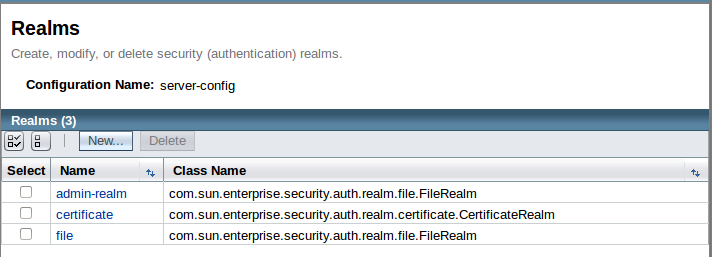 Realms
Create, modify, or delete security (authentication) realms.
Configuration Name: server-config
Realms (3)
New... Delete
Select Name Class Name
admin-realm com.sun.enterprise.security.auth.realm.file.FileRealm
certificate com.sun.enterprise.security.auth.realm.certificate.CertificateRealm
file com.sun.enterprise.security.auth.realm.file.FileRealm